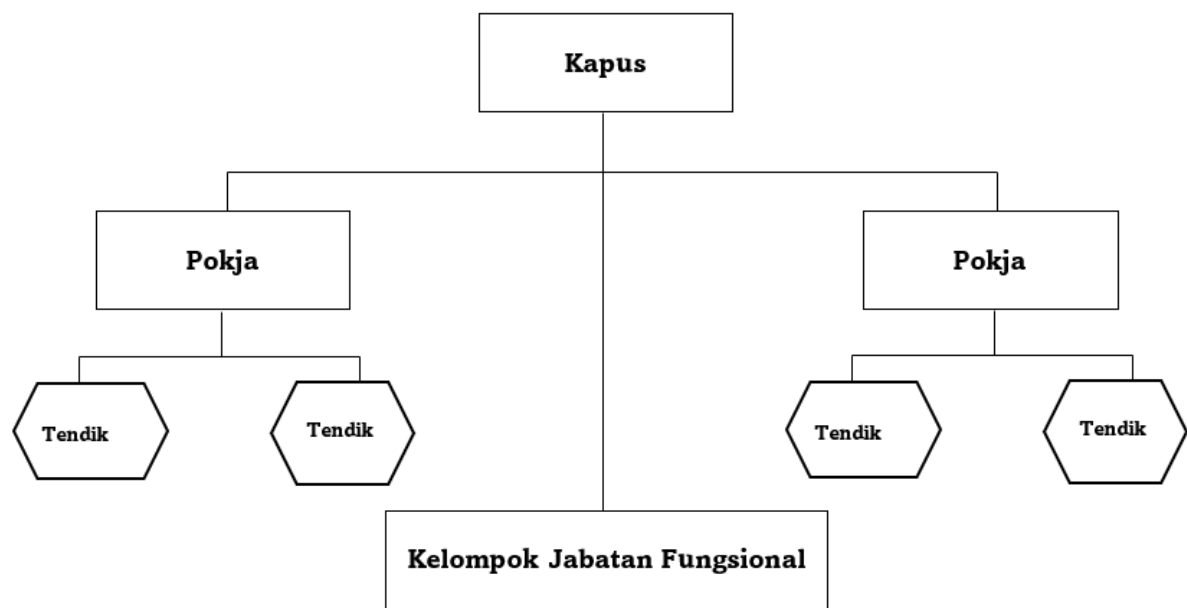 Kapus
Pokja
Pokja
Tendik
Tendik
Tendik
Tendik
Kelompok Jabatan Fungsional